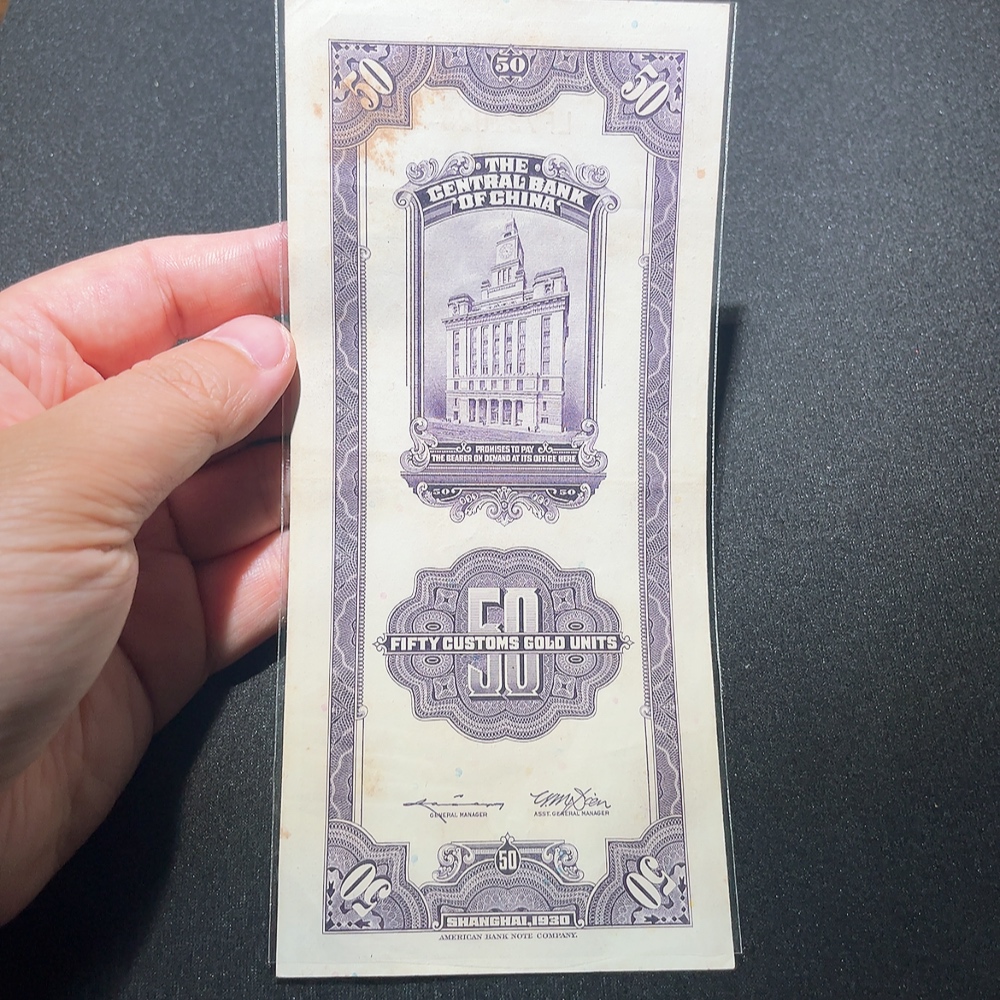 50 50 50
THE
CENTRAL BANK
OF CHINA
PROMISES TO PAY
THE BEARER ON DEMAND AT ITS OFFICE HERE
50 50
50
FIFTY CUSTOMS GOLD UNITS
50
GENERAL MANAGER ASST. GENERAL MANAGER
50
50 50
SHANGHAI, 1930
AMERICAN BANK NOTE COMPANY.